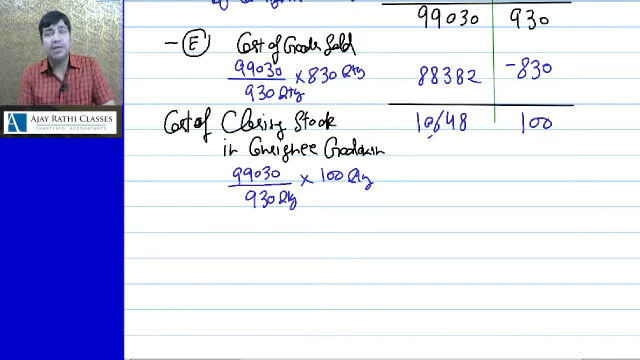 99030 930
- (E) Cost of Goods Sold
99030 × 830 Qty 88382 -830
930 Qty
Cost of Closing Stock 10648 100
in Consignee Godown
99030 × 100 Qty
930 Qty
AJAY RATHI CLASSES
CHARTERED ACCOUNTANTS